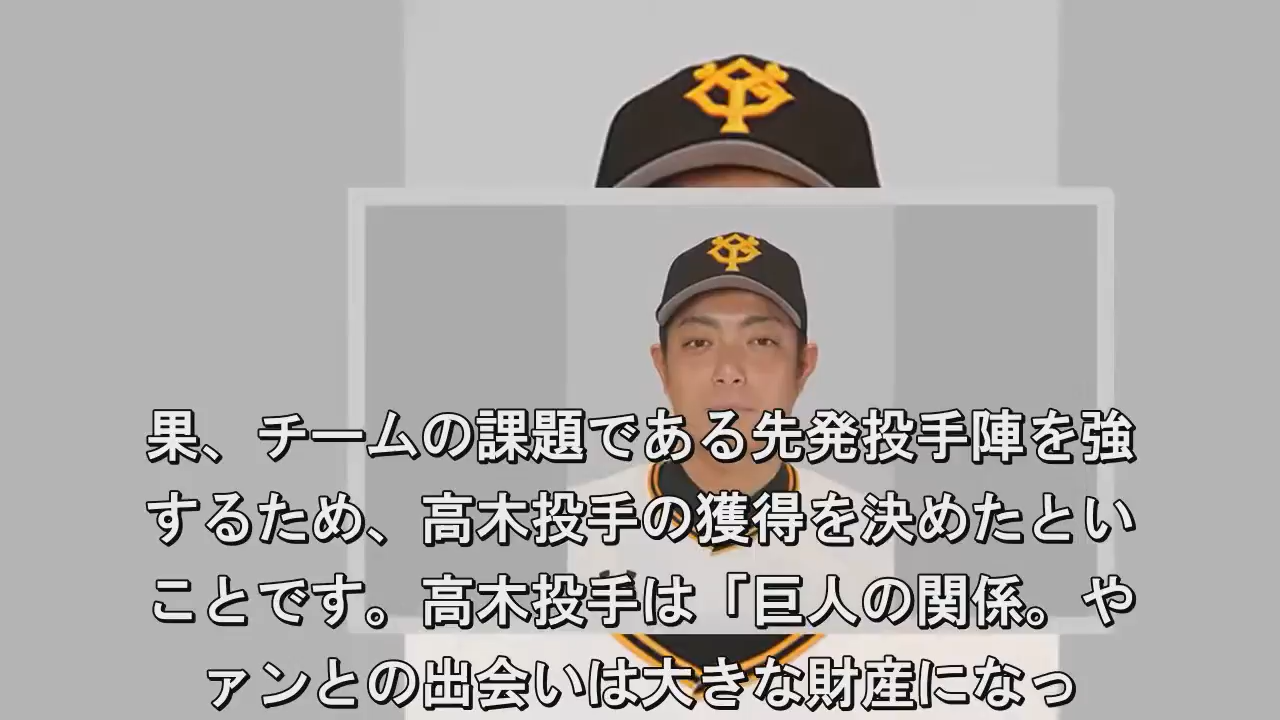 果、チームの課題である先発投手陣を強
するため、高木投手の獲得を決めたとい
ことです。高木投手は「巨人の関係。や
ァンとの出会いは大きな財産になっ